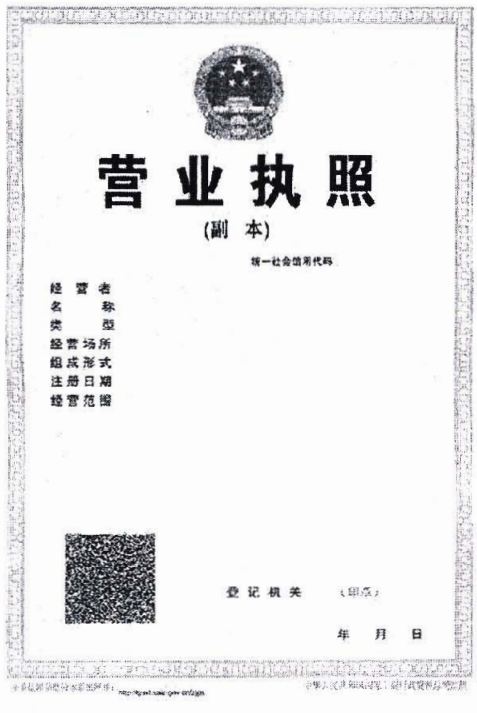 营业执照
(副 本)
统一社会信用代码
经营者
名 称
类 型
经营场所
组成形式
注册日期
经营范围
登记机关 (印章)
年 月 日